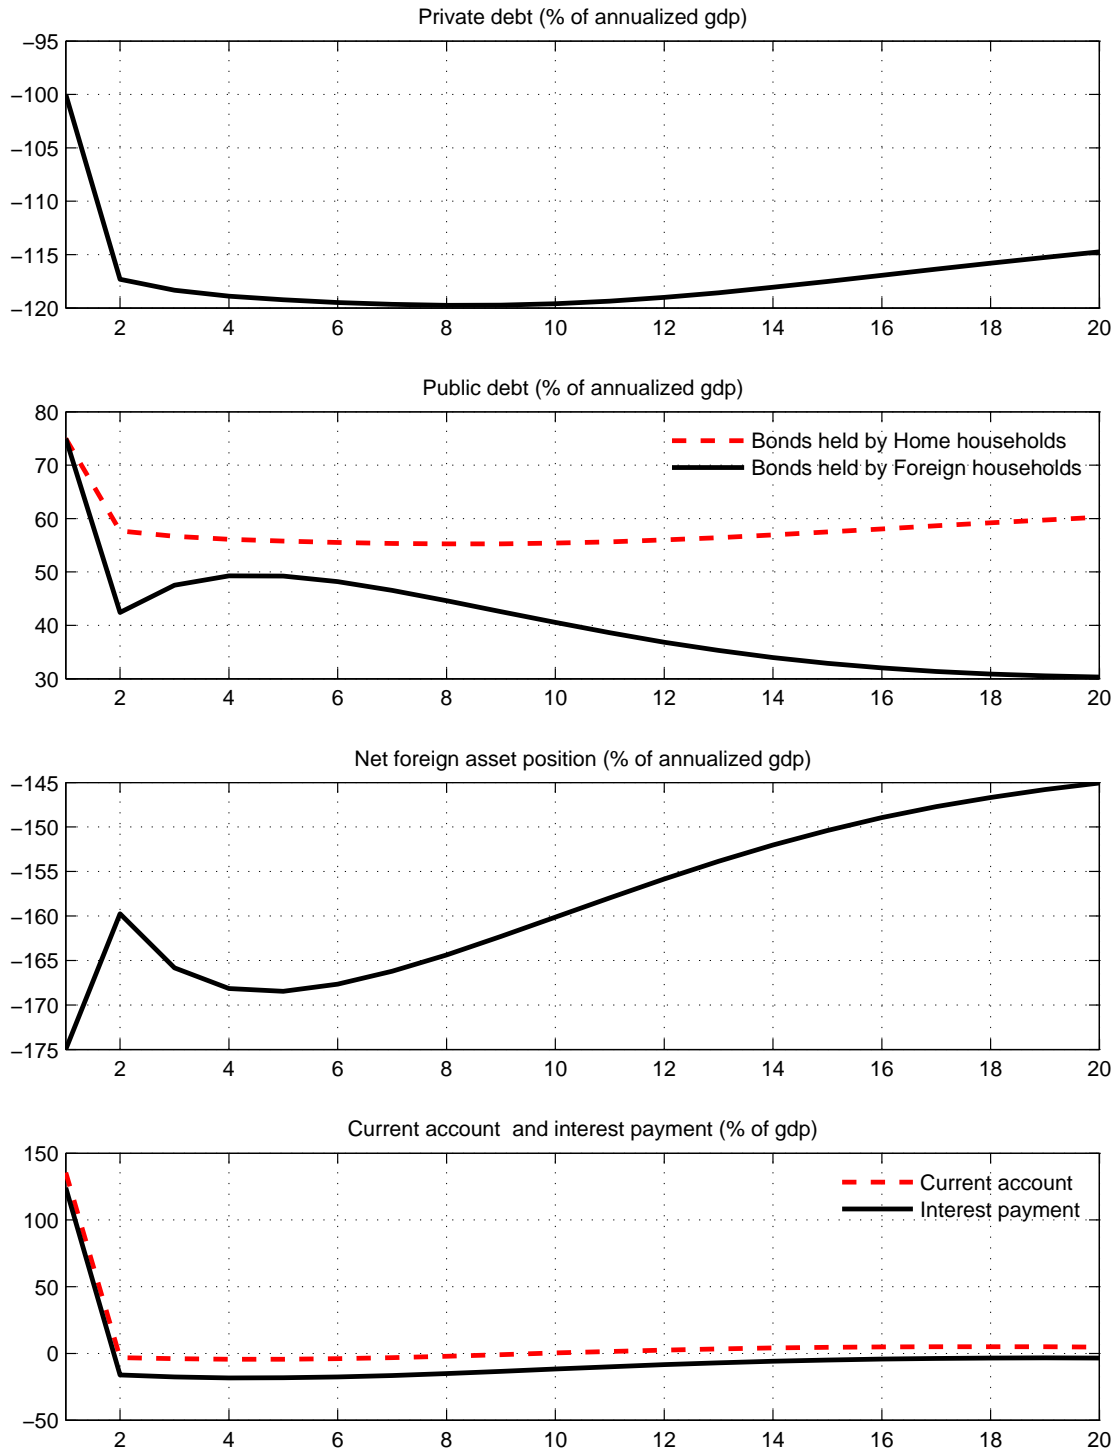 Private debt (% of annualized gdp)
−95
−100
−105
−110
−115
−120
2 4 6 8 10 12 14 16 18 20
Public debt (% of annualized gdp)
80
70
60
50
40
30
Bonds held by Home households
Bonds held by Foreign households
2 4 6 8 10 12 14 16 18 20
Net foreign asset position (% of annualized gdp)
−145
−150
−155
−160
−165
−170
−175
2 4 6 8 10 12 14 16 18 20
Current account and interest payment (% of gdp)
150
100
50
0
−50
Current account
Interest payment
2 4 6 8 10 12 14 16 18 20